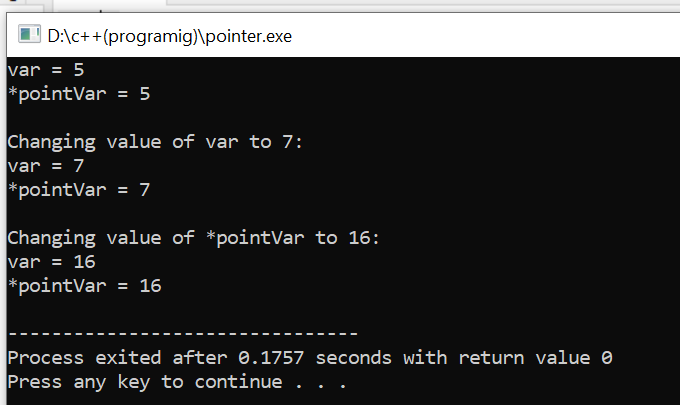 D:\c++(programig)\pointer.exe
var = 5
*pointVar = 5
Changing value of var to 7:
var = 7
*pointVar = 7
Changing value of *pointVar to 16:
var = 16
*pointVar = 16
--------------------------------
Process exited after 0.1757 seconds with return value 0
Press any key to continue . . .